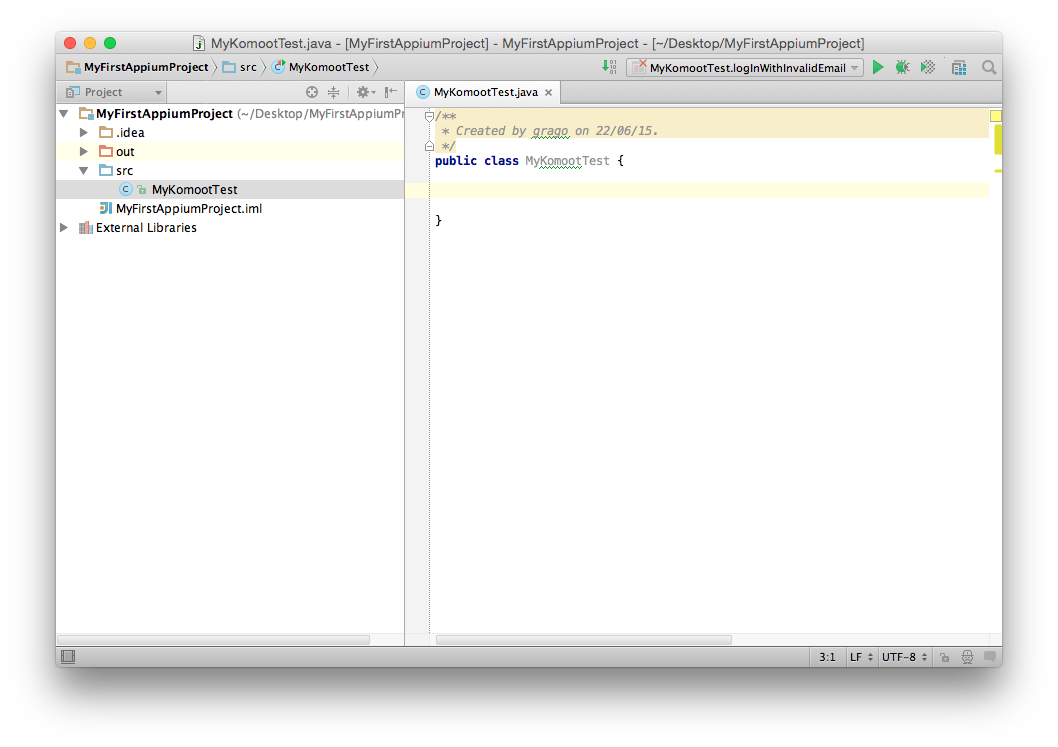 MyKomootTest.java - [MyFirstAppiumProject] - MyFirstAppiumProject - [~/Desktop/MyFirstAppiumProject]
MyFirstAppiumProject src MyKomootTest
MyKomootTest.logInWithInvalidEmail
Project
MyFirstAppiumProject (~/Desktop/MyFirstAppiumPr
.idea
out
src
MyKomootTest
MyFirstAppiumProject.iml
External Libraries
MyKomootTest.java
/**
* Created by grago on 22/06/15.
*/
public class MyKomootTest {
}
3:1 LF UTF-8